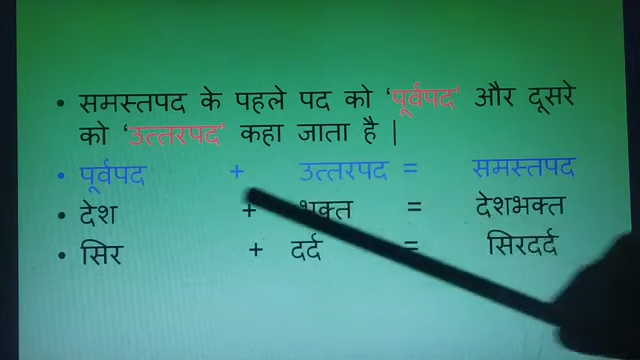 • समस्तपद के पहले पद को ‘पूर्वपद’ और दूसरे
को ‘उत्तरपद’ कहा जाता है |
• पूर्वपद + उत्तरपद = समस्तपद
• देश + भक्त = देशभक्त
• सिर + दर्द = सिरदर्द